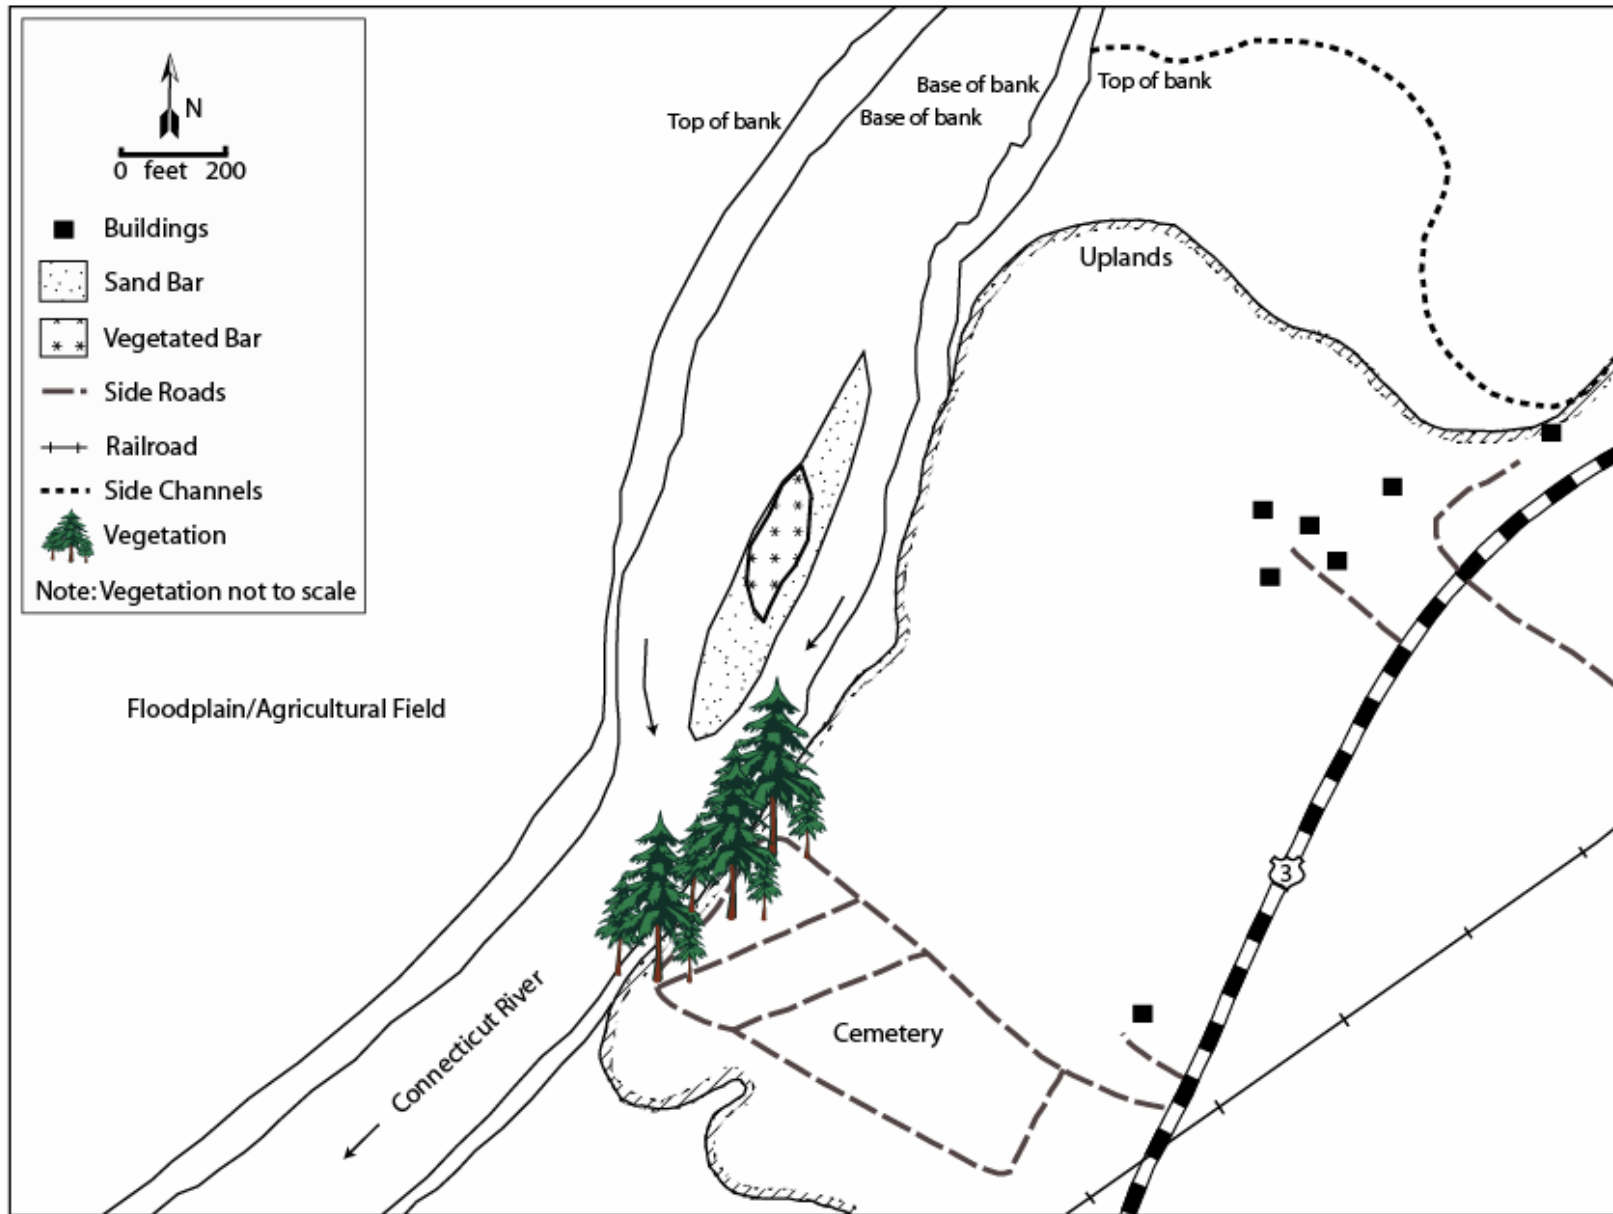 N
0 feet 200
Buildings
Sand Bar
Vegetated Bar
Side Roads
Railroad
Side Channels
Vegetation
Note: Vegetation not to scale
Top of bank
Base of bank
Base of bank
Top of bank
Uplands
Floodplain/Agricultural Field
3
Connecticut River
Cemetery